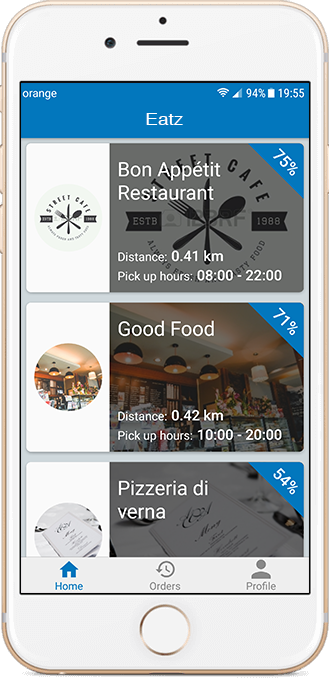 orange 94% 19:55
Eatz
75%
Bon Appétit
Restaurant
STREET CAFE
ESTB 1988
Distance: 0.41 km
Pick up hours: 08:00 - 22:00
71%
Good Food
Distance: 0.42 km
Pick up hours: 10:00 - 20:00
54%
Pizzeria di
verna
Menu
Home Orders Profile